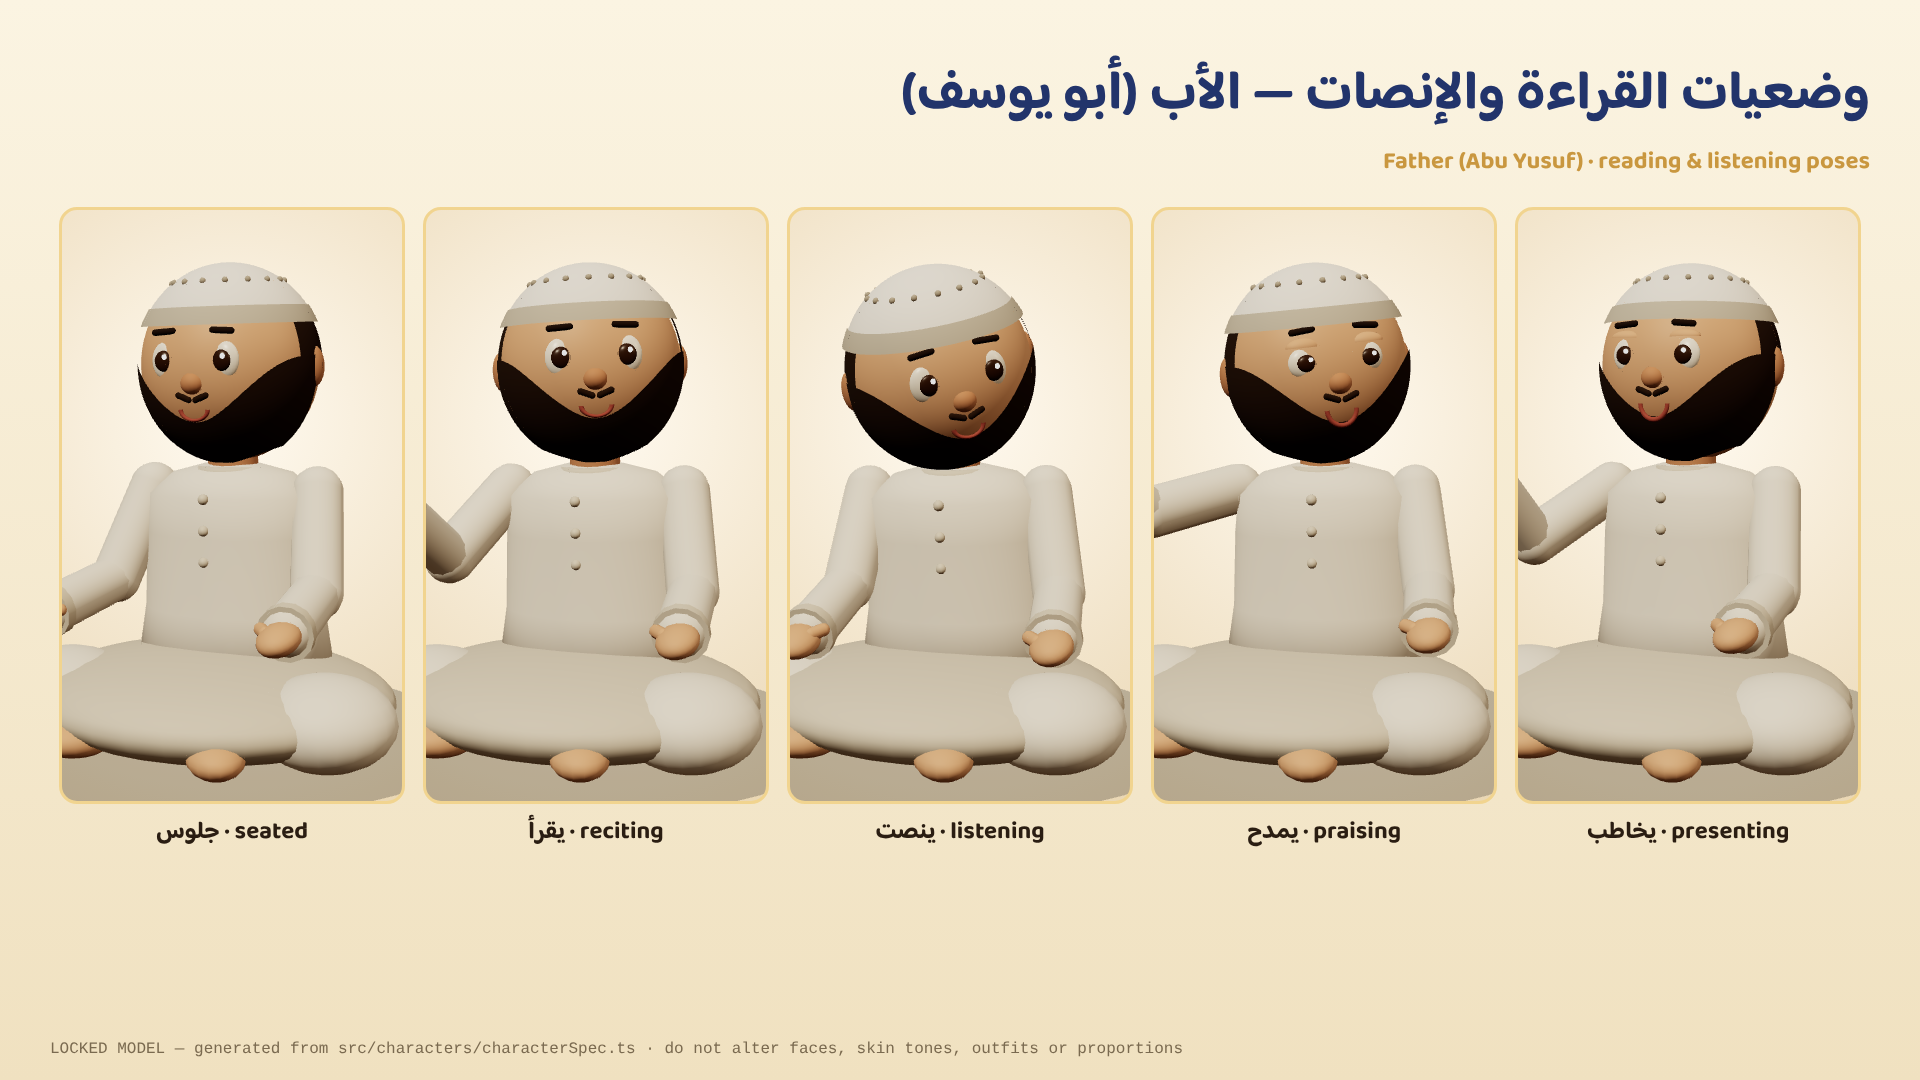 وضعيات القراءة والإنصات — الأب (أبو يوسف)
Father (Abu Yusuf) · reading & listening poses
جلوس · seated
يقرأ · reciting
ينصت · listening
يمدح · praising
يخاطب · presenting
LOCKED MODEL — generated from src/characters/characterSpec.ts · do not alter faces, skin tones, outfits or proportions